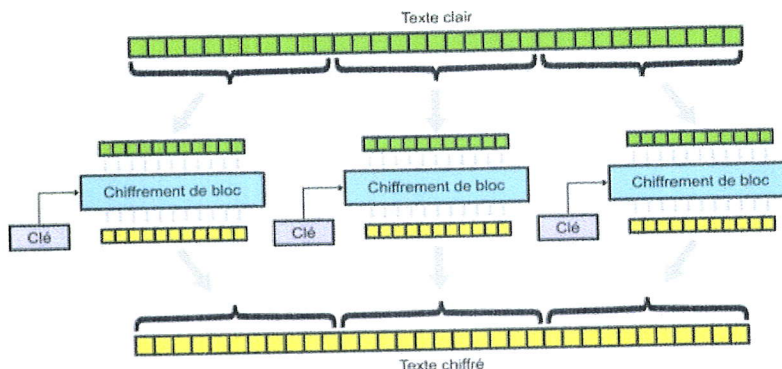 Texte clair
Chiffrement de bloc
Chiffrement de bloc
Chiffrement de bloc
Clé
Clé
Clé
Texte chiffré